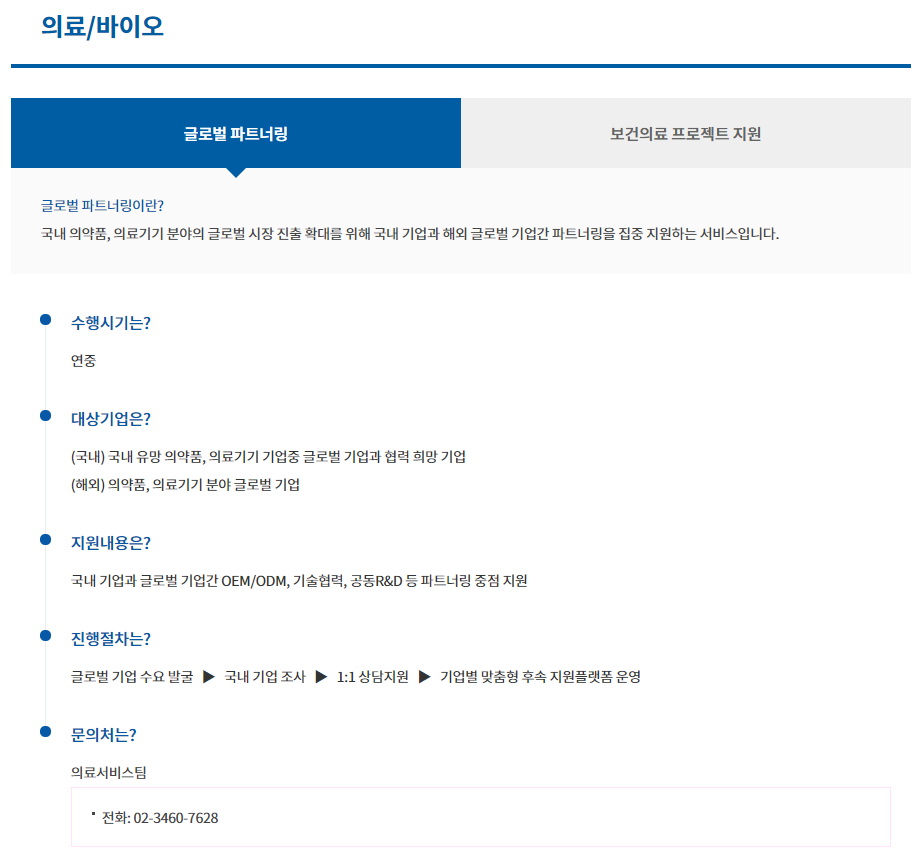 의료/바이오
글로벌 파트너링
보건의료 프로젝트 지원
글로벌 파트너링이란?
국내 의약품, 의료기기 분야의 글로벌 시장 진출 확대를 위해 국내 기업과 해외 글로벌 기업간 파트너링을 집중 지원하는 서비스입니다.
수행시기는?
연중
대상기업은?
(국내) 국내 유망 의약품, 의료기기 기업중 글로벌 기업과 협력 희망 기업
(해외) 의약품, 의료기기 분야 글로벌 기업
지원내용은?
국내 기업과 글로벌 기업간 OEM/ODM, 기술협력, 공동R&D 등 파트너링 중점 지원
진행절차는?
글로벌 기업 수요 발굴 ▶ 국내 기업 조사 ▶ 1:1 상담지원 ▶ 기업별 맞춤형 후속 지원플랫폼 운영
문의처는?
의료서비스팀
전화: 02-3460-7628